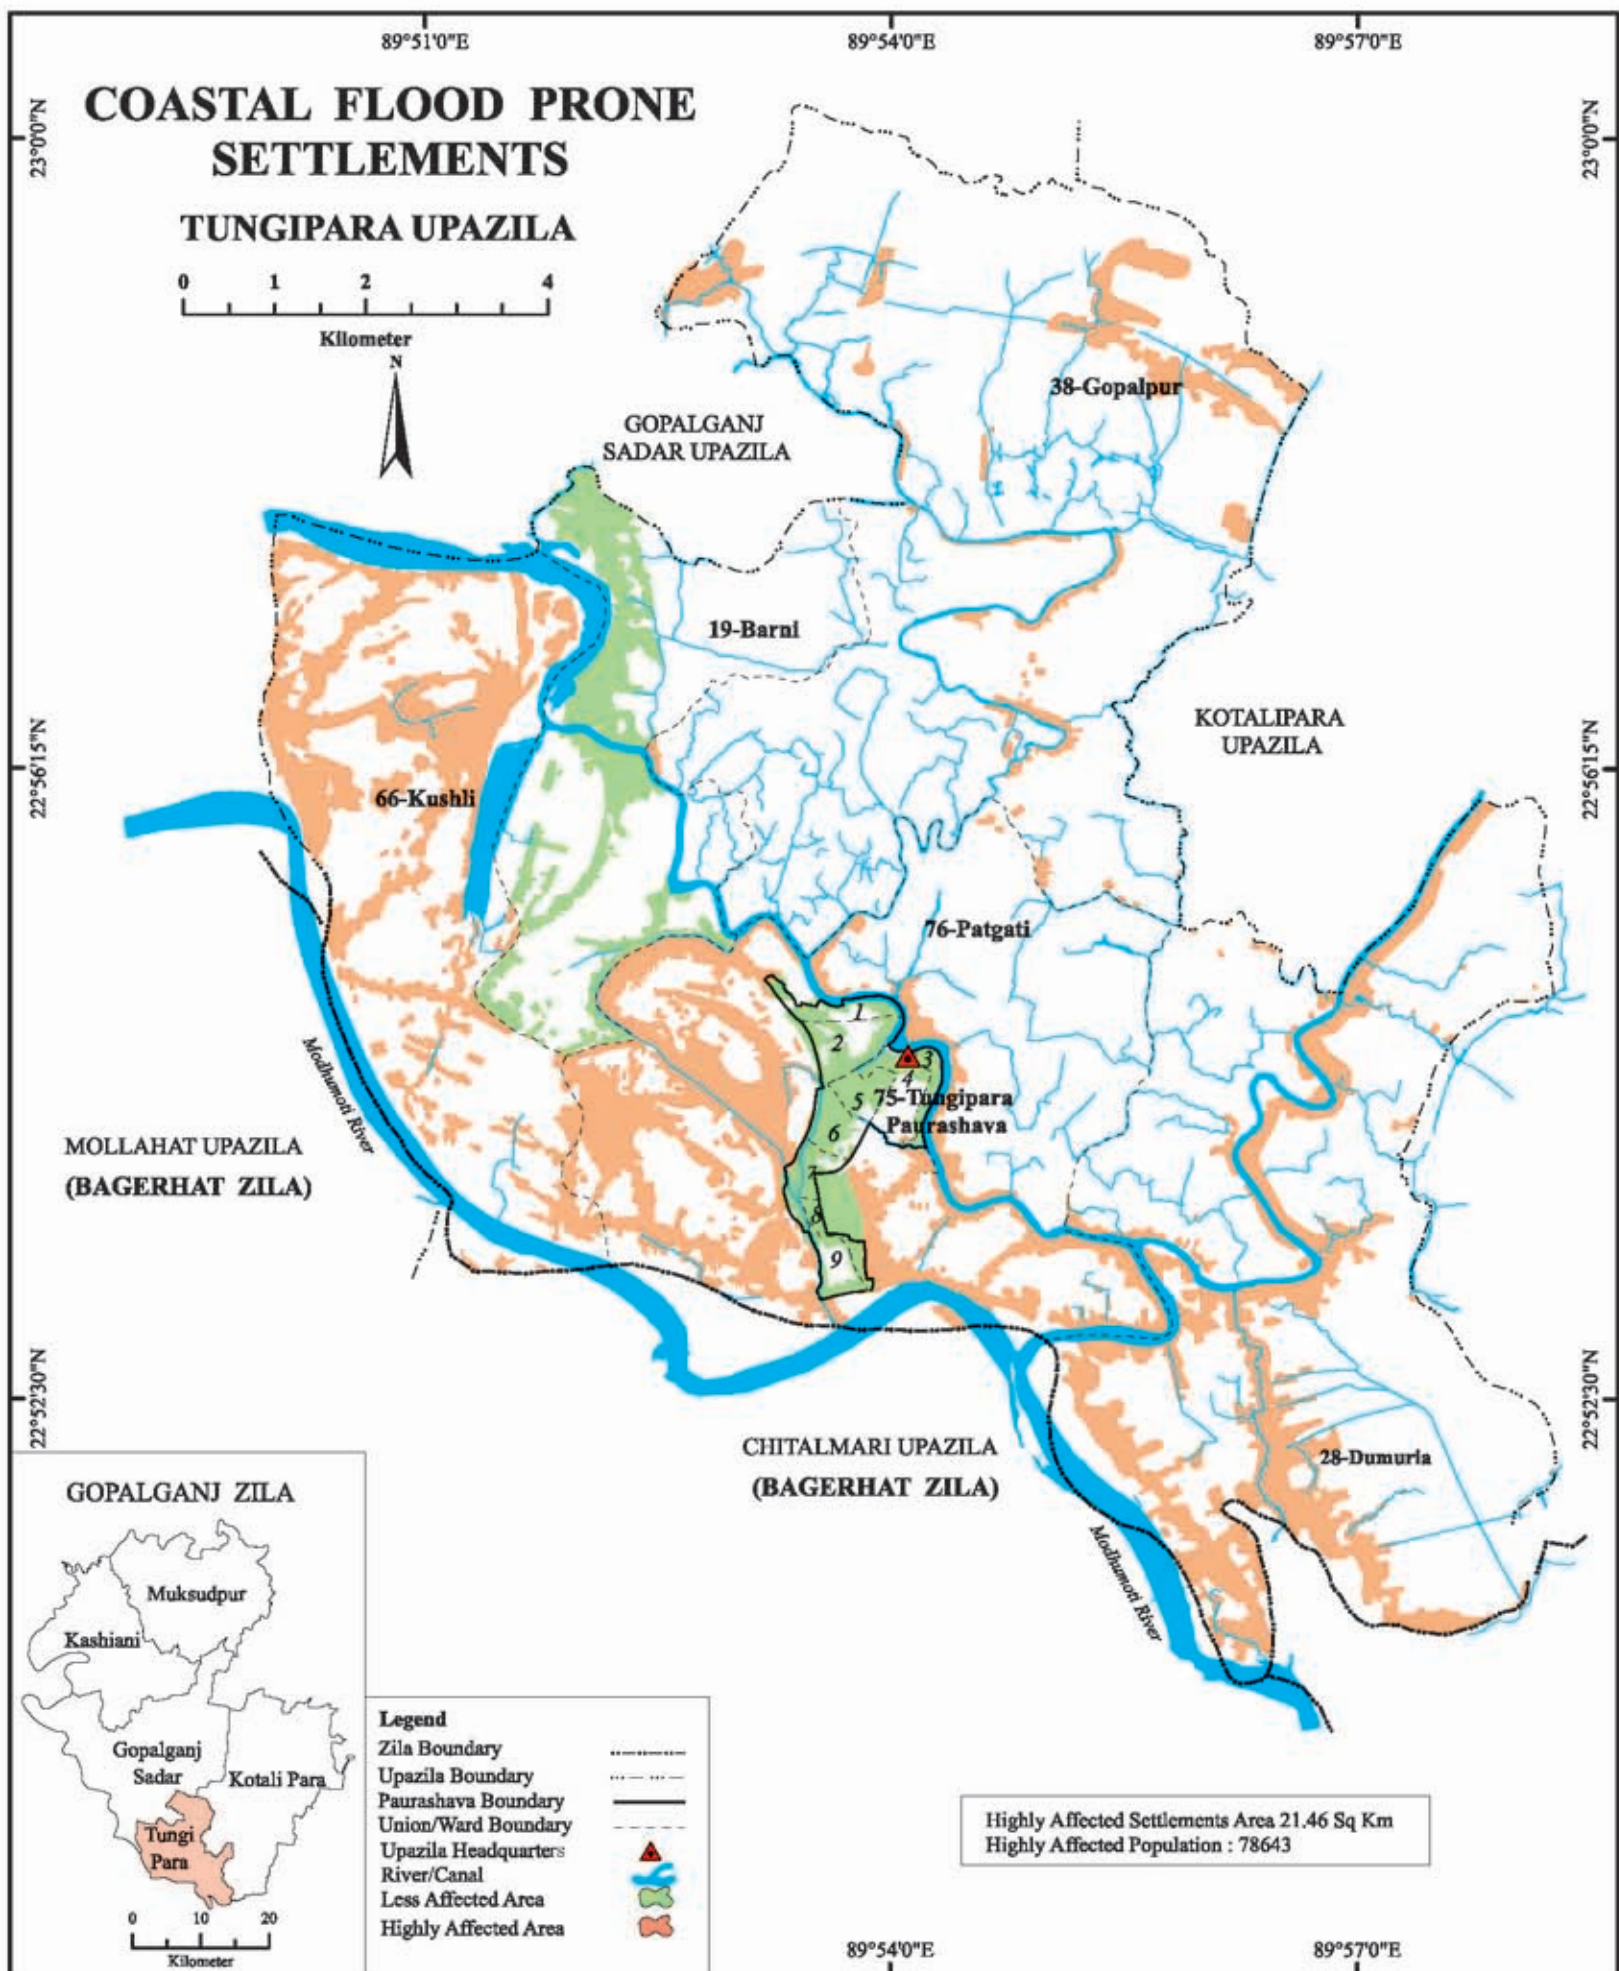 89°51'0"E
89°54'0"E
89°57'0"E
COASTAL FLOOD PRONE
SETTLEMENTS
TUNGIPARA UPAZILA
0 1 2 4
Kilometer
N
23°0'0"N
23°0'0"N
38-Gopalpur
GOPALGANJ
SADAR UPAZILA
19-Barni
KOTALIPARA
UPAZILA
22°56'15"N
22°56'15"N
66-Kushli
76-Patgati
1
2
3
4
5
75-Tungipara
Paurashava
6
7
8
9
Modhumoti River
MOLLAHAT UPAZILA
(BAGERHAT ZILA)
22°52'30"N
22°52'30"N
CHITALMARI UPAZILA
(BAGERHAT ZILA)
28-Dumuria
Modhumoti River
GOPALGANJ ZILA
Muksudpur
Kashiani
Gopalganj
Sadar
Kotali Para
Tungi
Para
0 10 20
Kilometer
Legend
Zila Boundary
Upazila Boundary
Paurashava Boundary
Union/Ward Boundary
Upazila Headquarters
River/Canal
Less Affected Area
Highly Affected Area
Highly Affected Settlements Area 21.46 Sq Km
Highly Affected Population : 78643
89°54'0"E
89°57'0"E